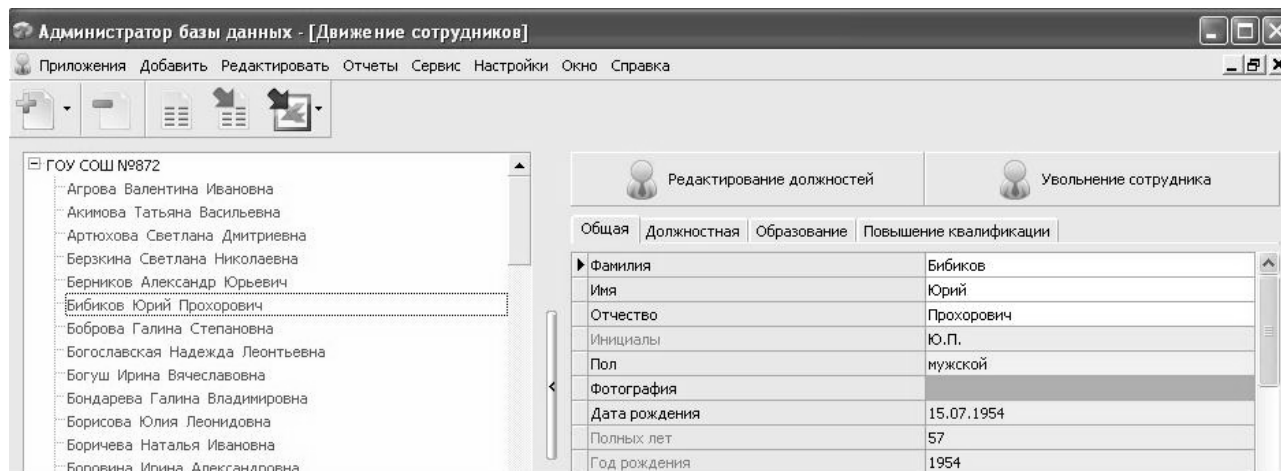 Администратор базы данных - [Движение сотрудников]
Приложения Добавить Редактировать Отчеты Сервис Настройки Окно Справка
ГОУ СОШ №872
Агрова Валентина Ивановна
Акимова Татьяна Васильевна
Артюхова Светлана Дмитриевна
Берзкина Светлана Николаевна
Берников Александр Юрьевич
Бибиков Юрий Прохорович
Боброва Галина Степановна
Богославская Надежда Леонтьевна
Богуш Ирина Вячеславовна
Бондарева Галина Владимировна
Борисова Юлия Леонидовна
Боричева Наталья Ивановна
Боровина Ирина Александровна
Редактирование должностей Увольнение сотрудника
Общая Должностная Образование Повышение квалификации
Фамилия Бибиков
Имя Юрий
Отчество Прохорович
Инициалы Ю.П.
Пол мужской
Фотография
Дата рождения 15.07.1954
Полных лет 57
Год рождения 1954